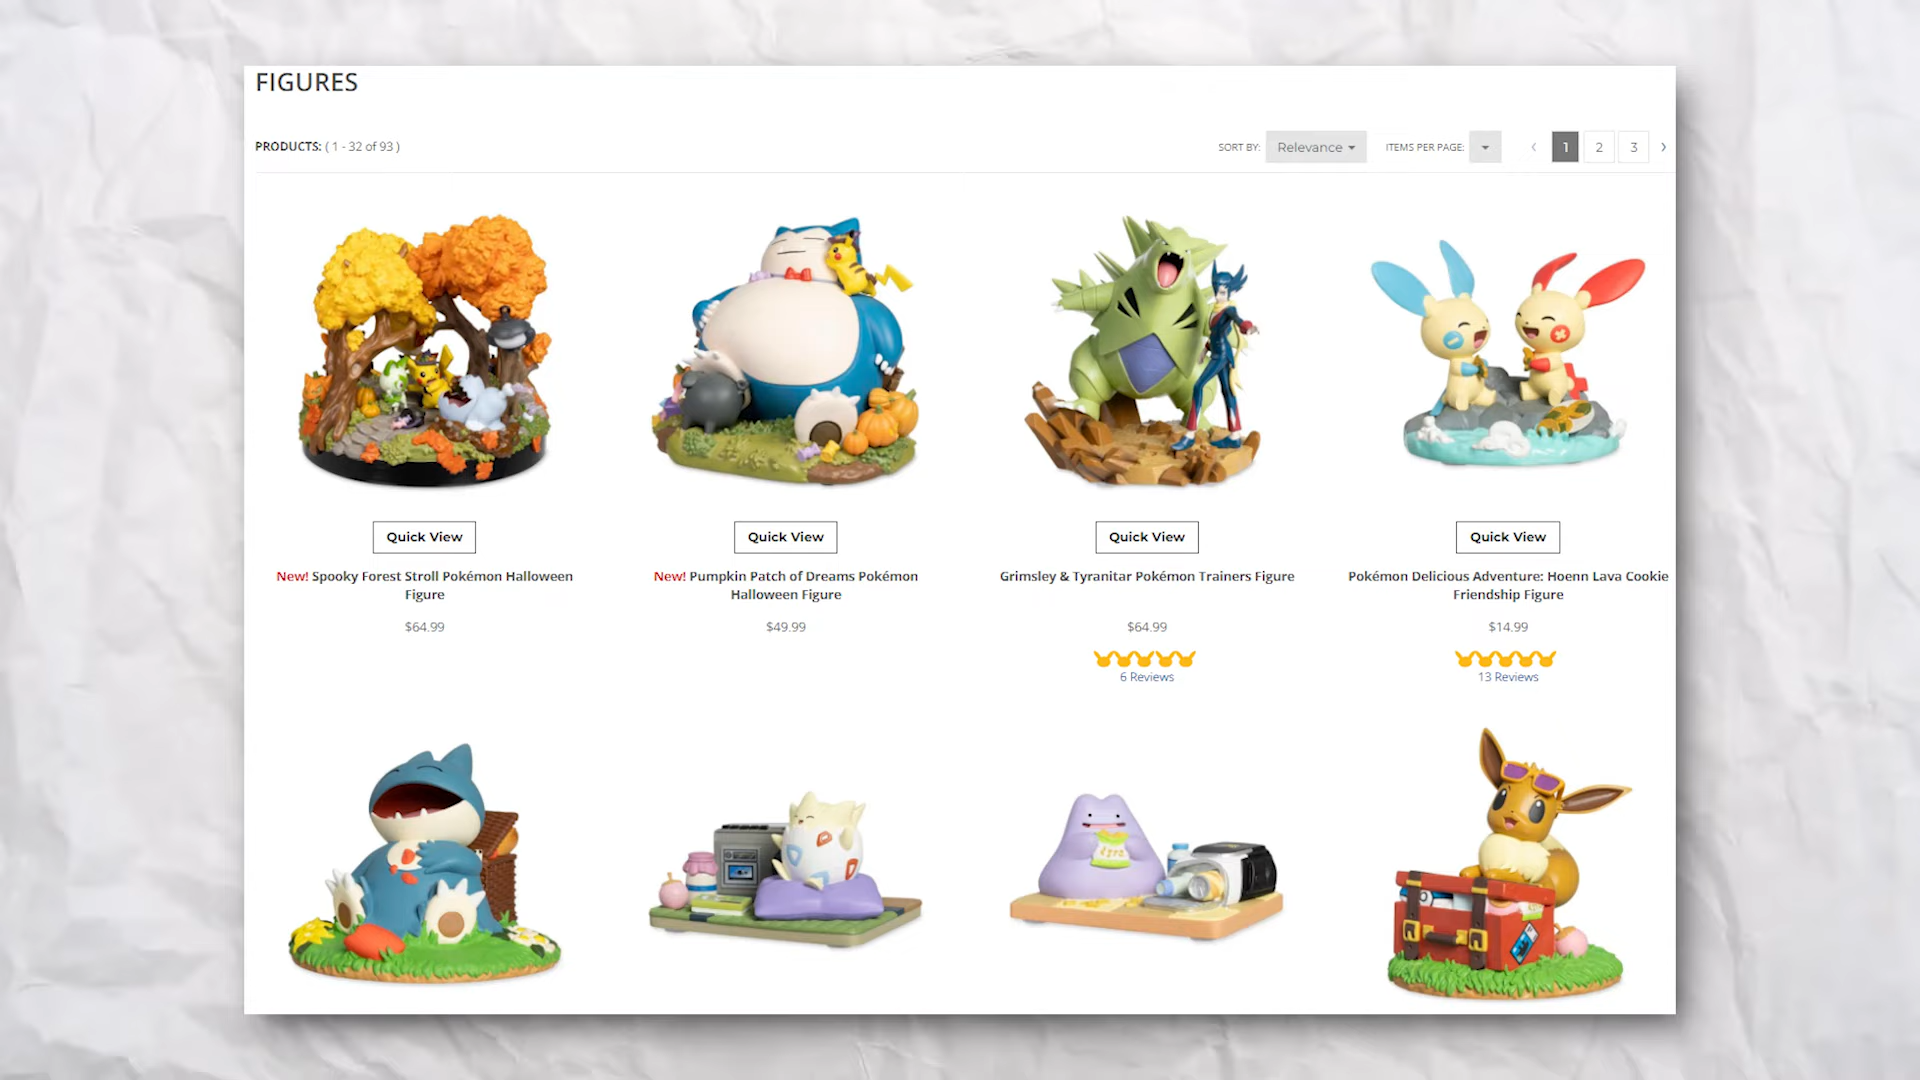 FIGURES
PRODUCTS: ( 1 - 32 of 93 )
SORT BY: Relevance ITEMS PER PAGE: ‹ 1 2 3 ›
Quick View
New! Spooky Forest Stroll Pokémon Halloween
Figure
$64.99
Quick View
New! Pumpkin Patch of Dreams Pokémon
Halloween Figure
$49.99
Quick View
Grimsley & Tyranitar Pokémon Trainers Figure
$64.99
6 Reviews
Quick View
Pokémon Delicious Adventure: Hoenn Lava Cookie
Friendship Figure
$14.99
13 Reviews